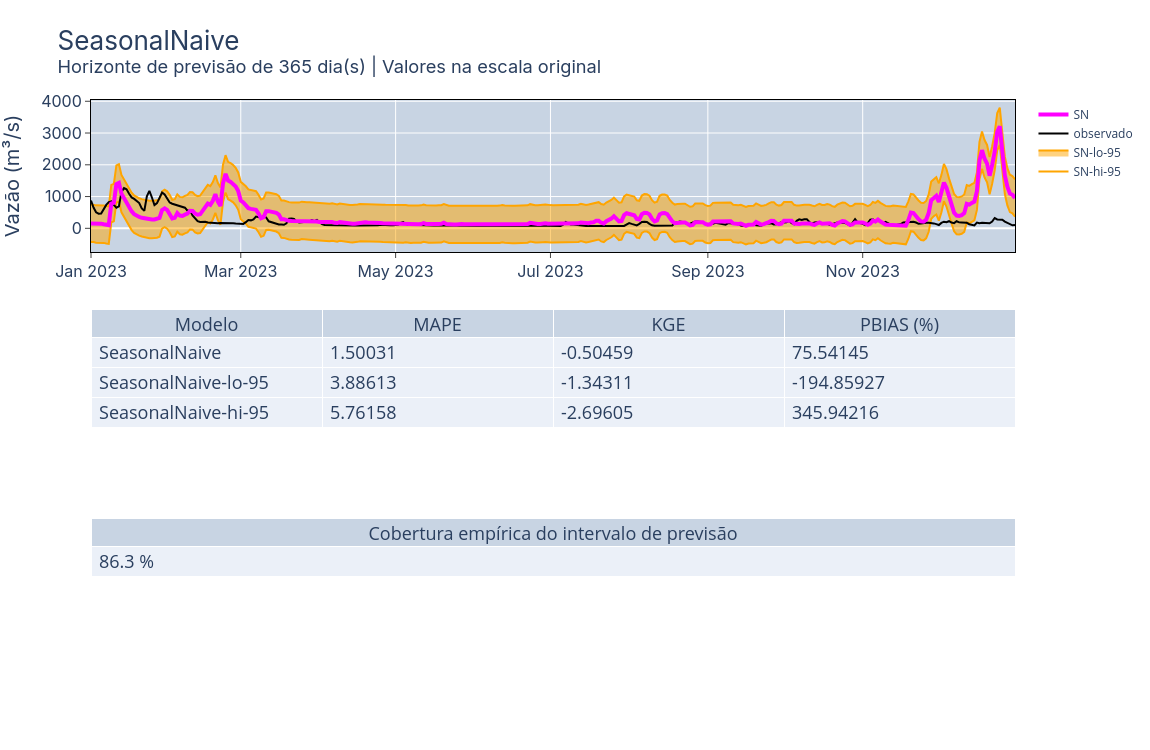 SeasonalNaive
Horizonte de previsão de 365 dia(s) | Valores na escala original
Vazão (m³/s)
4000
3000
2000
1000
0
Jan 2023 Mar 2023 May 2023 Jul 2023 Sep 2023 Nov 2023
SN
observado
SN-lo-95
SN-hi-95
Modelo MAPE KGE PBIAS (%)
SeasonalNaive 1.50031 -0.50459 75.54145
SeasonalNaive-lo-95 3.88613 -1.34311 -194.85927
SeasonalNaive-hi-95 5.76158 -2.69605 345.94216
Cobertura empírica do intervalo de previsão
86.3 %